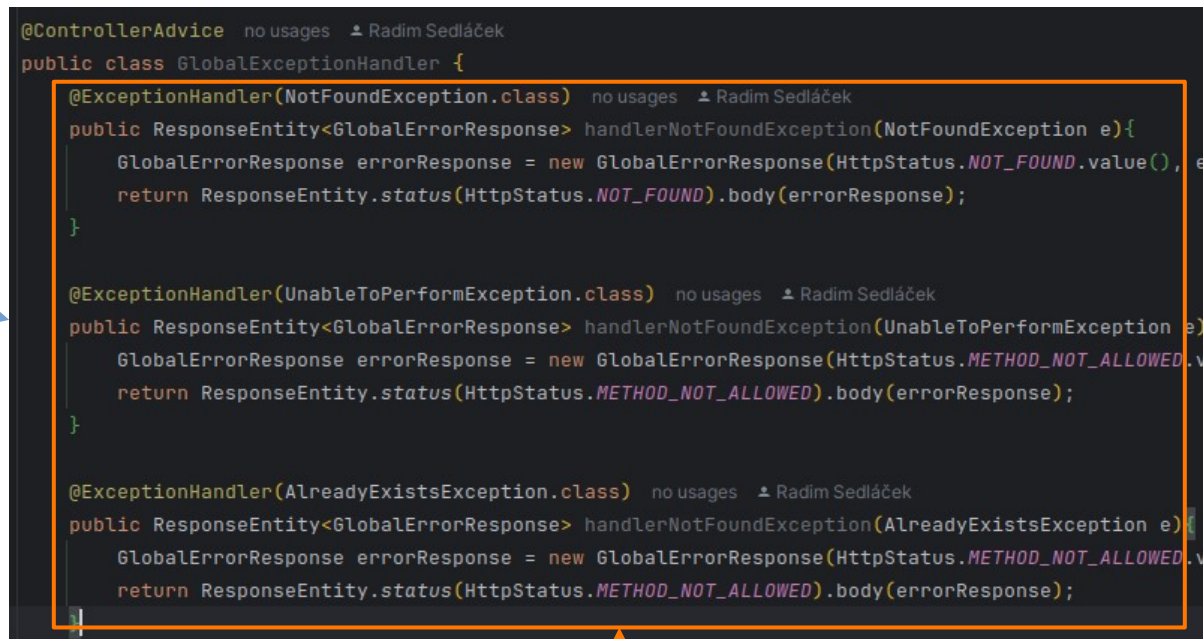 @ControllerAdvice no usages Radim Sedláček
public class GlobalExceptionHandler {
@ExceptionHandler(NotFoundException.class) no usages Radim Sedláček
public ResponseEntity<GlobalErrorResponse> handlerNotFoundException(NotFoundException e){
GlobalErrorResponse errorResponse = new GlobalErrorResponse(HttpStatus.NOT_FOUND.value(), e
return ResponseEntity.status(HttpStatus.NOT_FOUND).body(errorResponse);
}
@ExceptionHandler(UnableToPerformException.class) no usages Radim Sedláček
public ResponseEntity<GlobalErrorResponse> handlerNotFoundException(UnableToPerformException e)
GlobalErrorResponse errorResponse = new GlobalErrorResponse(HttpStatus.METHOD_NOT_ALLOWED.v
return ResponseEntity.status(HttpStatus.METHOD_NOT_ALLOWED).body(errorResponse);
}
@ExceptionHandler(AlreadyExistsException.class) no usages Radim Sedláček
public ResponseEntity<GlobalErrorResponse> handlerNotFoundException(AlreadyExistsException e){
GlobalErrorResponse errorResponse = new GlobalErrorResponse(HttpStatus.METHOD_NOT_ALLOWED.v
return ResponseEntity.status(HttpStatus.METHOD_NOT_ALLOWED).body(errorResponse);
}